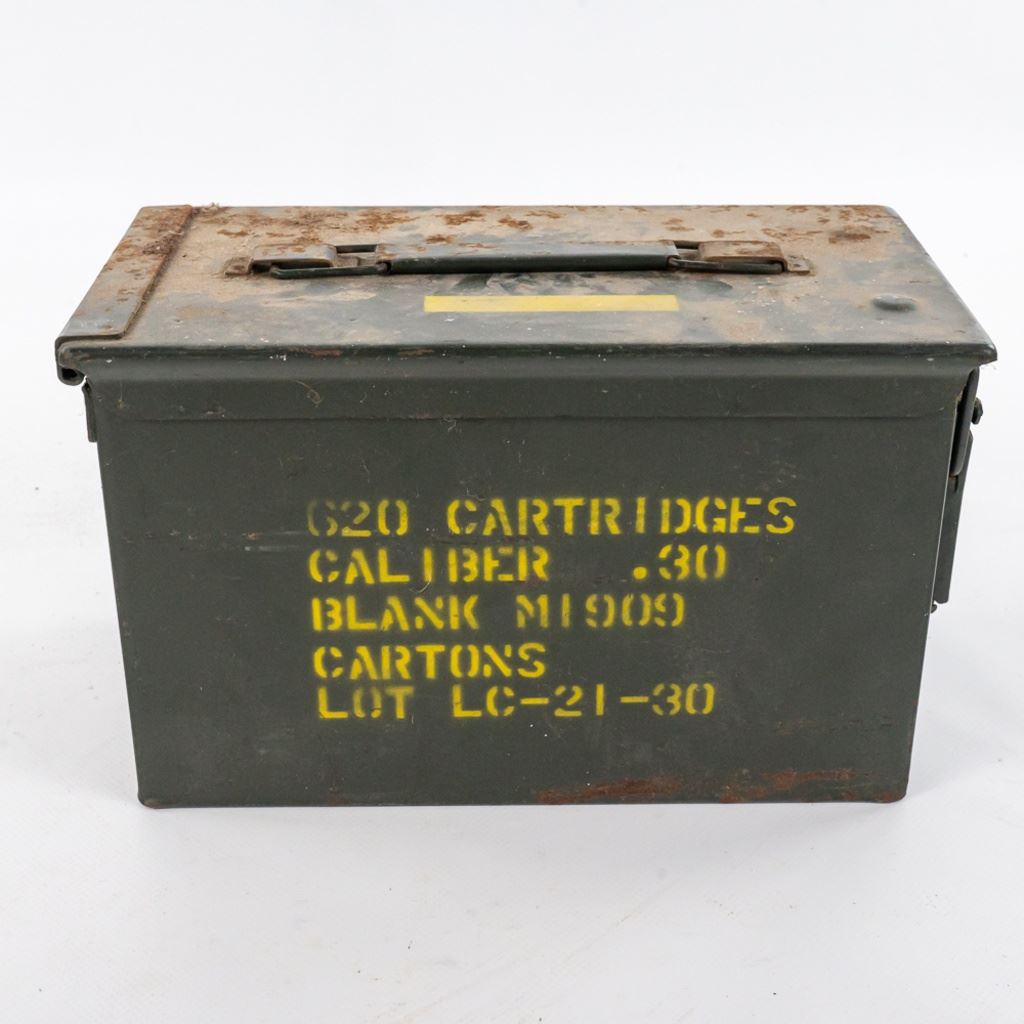 620 CARTRIDGES
CALIBER .30
BLANK M1909
CARTONS
LOT LC-21-30